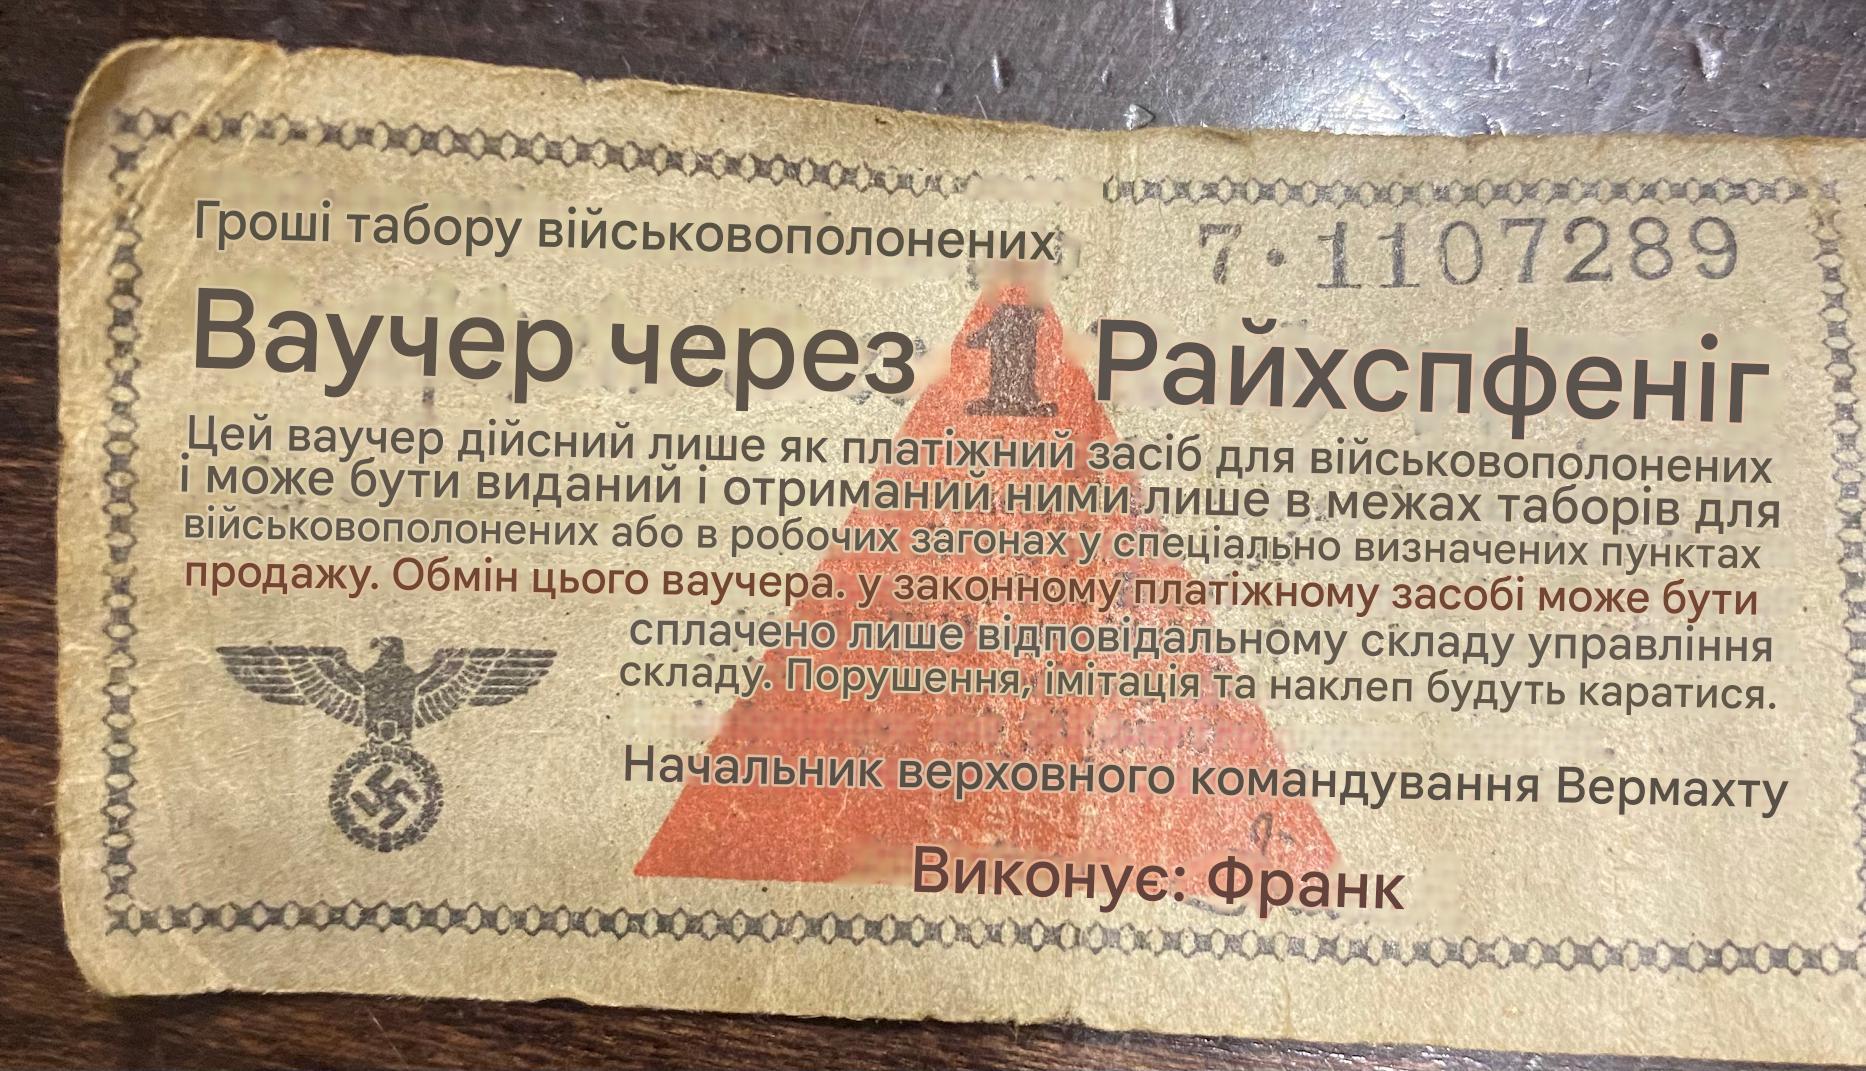 Гроші табору військовополонених
7·1107289
Ваучер через 1 Райхспфеніг
Цей ваучер дійсний лише як платіжний засіб для військовополонених
і може бути виданий і отриманий ними лише в межах таборів для
військовополонених або в робочих загонах у спеціально визначених пунктах
продажу. Обмін цього ваучера. у законному платіжному засобі може бути
сплачено лише відповідальному складу управління
складу. Порушення, імітація та наклеп будуть каратися.
Начальник верховного командування Вермахту
Виконує: Франк